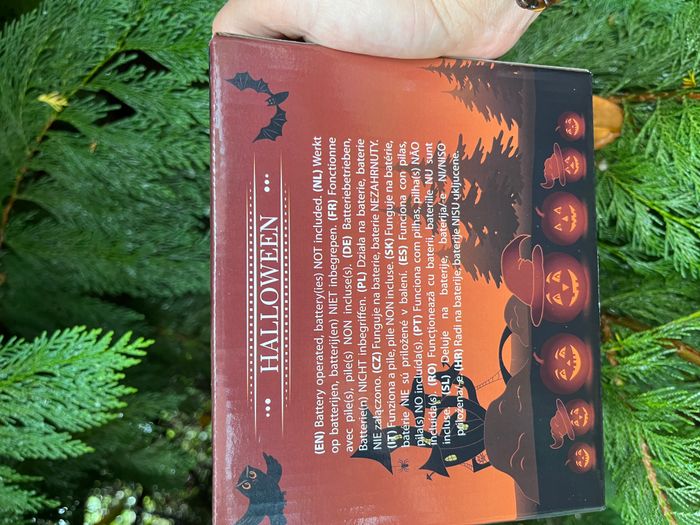 ••• HALLOWEEN •••
(EN) Battery operated, battery(ies) NOT included. (NL) Werkt
op batterijen, batterij(en) NIET inbegrepen. (FR) Fonctionne
avec pile(s), pile(s) NON incluse(s). (DE) Batteriebetrieben,
Batterie(n) NICHT inbegriffen. (PL) Działa na baterie, baterie
NIE załączono. (CZ) Funguje na baterie, baterie NEZAHRNUTY.
(IT) Funziona a pile, pile NON incluse. (SK) Funguje na batérie,
batérie NIE su priložené v balení. (ES) Funciona con pilas,
pila(s) NO incluida(s). (PT) Funciona com pilhas, pilha(s) NÃO
incluída(s). (RO) Funcționează cu baterii, bateriile NU sunt
incluse. (SL) Deluje na baterije, baterija/-e NI/NISO
priložena/-e (HR) Radi na baterije, baterije NISU uključene.